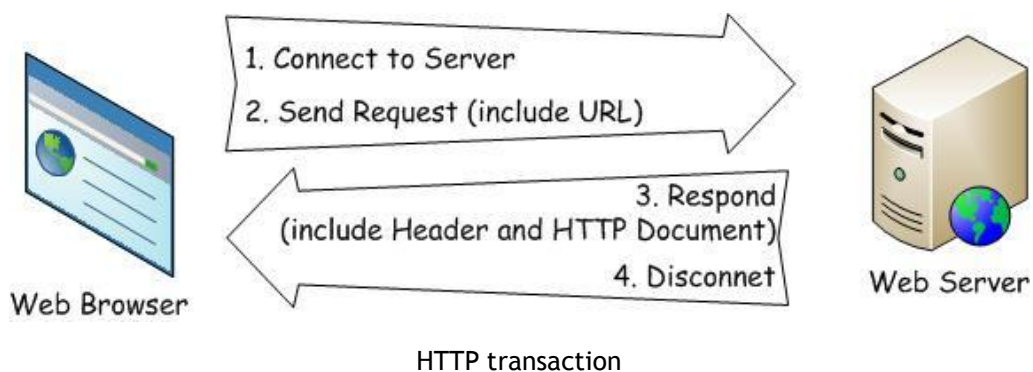 1. Connect to Server
2. Send Request (include URL)
3. Respond
(include Header and HTTP Document)
4. Disconnet
Web Browser
Web Server
HTTP transaction